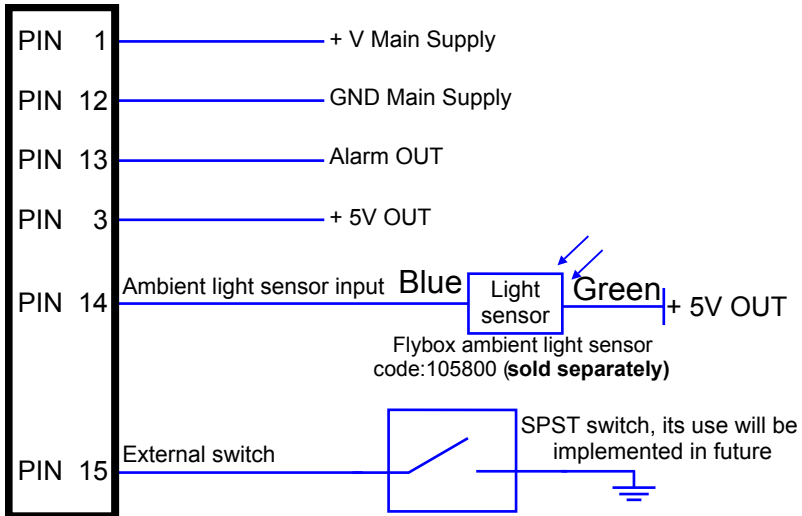 PIN 1 + V Main Supply
PIN 12 GND Main Supply
PIN 13 Alarm OUT
PIN 3 + 5V OUT
PIN 14 Ambient light sensor input Blue Light sensor Green + 5V OUT
Flybox ambient light sensor
code:105800 (sold separately)
PIN 15 External switch
SPST switch, its use will be
implemented in future